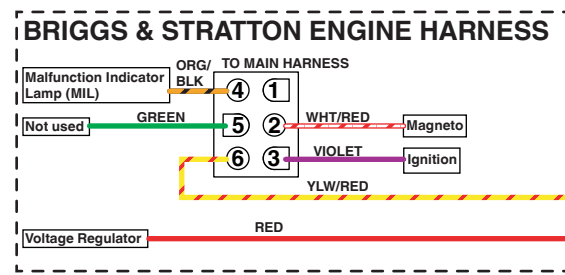 BRIGGS & STRATTON ENGINE HARNESS
ORG/
BLK
TO MAIN HARNESS
Malfunction Indicator
Lamp (MIL)
4 1
Not used
GREEN
5 2
WHT/RED
Magneto
6 3
VIOLET
Ignition
YLW/RED
Voltage Regulator
RED